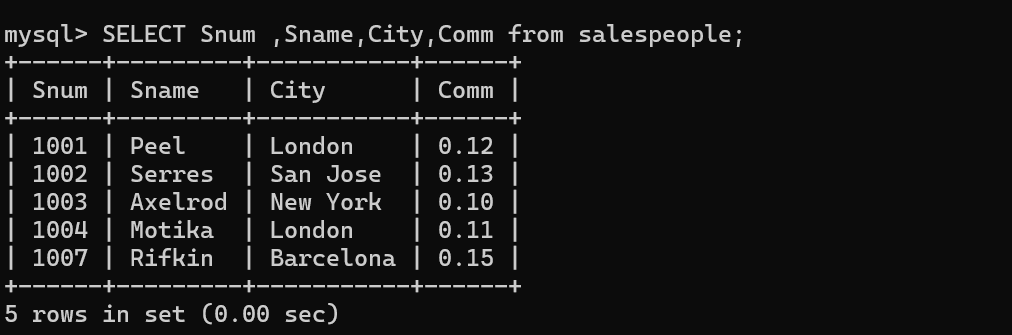 mysql> SELECT Snum ,Sname,City,Comm from salespeople;
+------+---------+-----------+------+
| Snum | Sname   | City      | Comm |
+------+---------+-----------+------+
| 1001 | Peel    | London    | 0.12 |
| 1002 | Serres  | San Jose  | 0.13 |
| 1003 | Axelrod | New York  | 0.10 |
| 1004 | Motika  | London    | 0.11 |
| 1007 | Rifkin  | Barcelona | 0.15 |
+------+---------+-----------+------+
5 rows in set (0.00 sec)